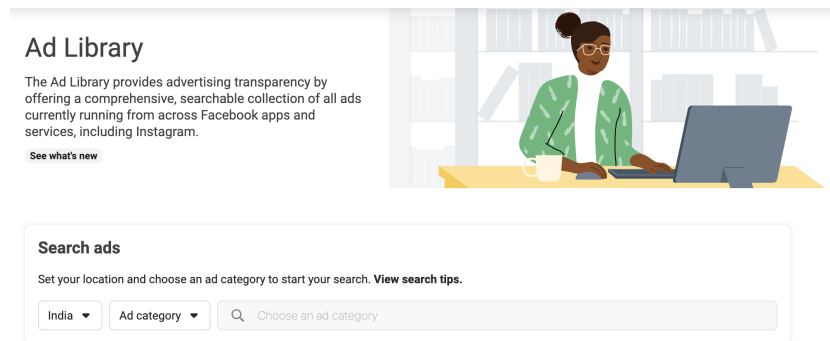 Ad Library
The Ad Library provides advertising transparency by
offering a comprehensive, searchable collection of all ads
currently running from across Facebook apps and
services, including Instagram.
See what's new
Search ads
Set your location and choose an ad category to start your search. View search tips.
India
Ad category
Choose an ad category